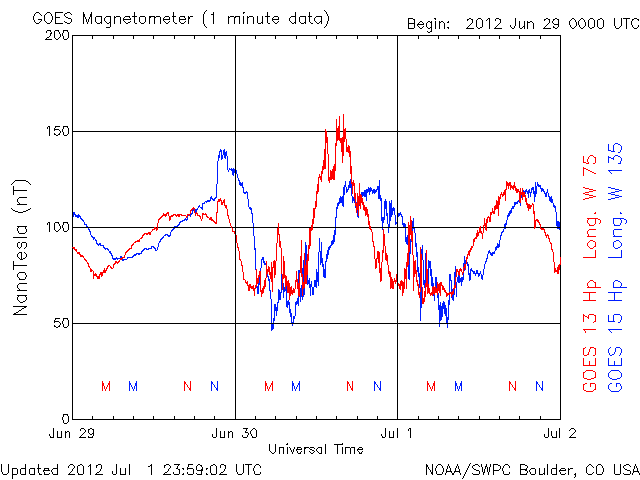 GOES Magnetometer (1 minute data)
Begin: 2012 Jun 29 0000 UTC
200
150
100
50
0
NanoTesla (nT)
M M N N M M N N M M N N
Jun 29 Jun 30 Jul 1 Jul 2
Universal Time
GOES 13 Hp Long. W 75
GOES 15 Hp Long. W 135
Updated 2012 Jul 1 23:59:02 UTC
NOAA/SWPC Boulder, CO USA